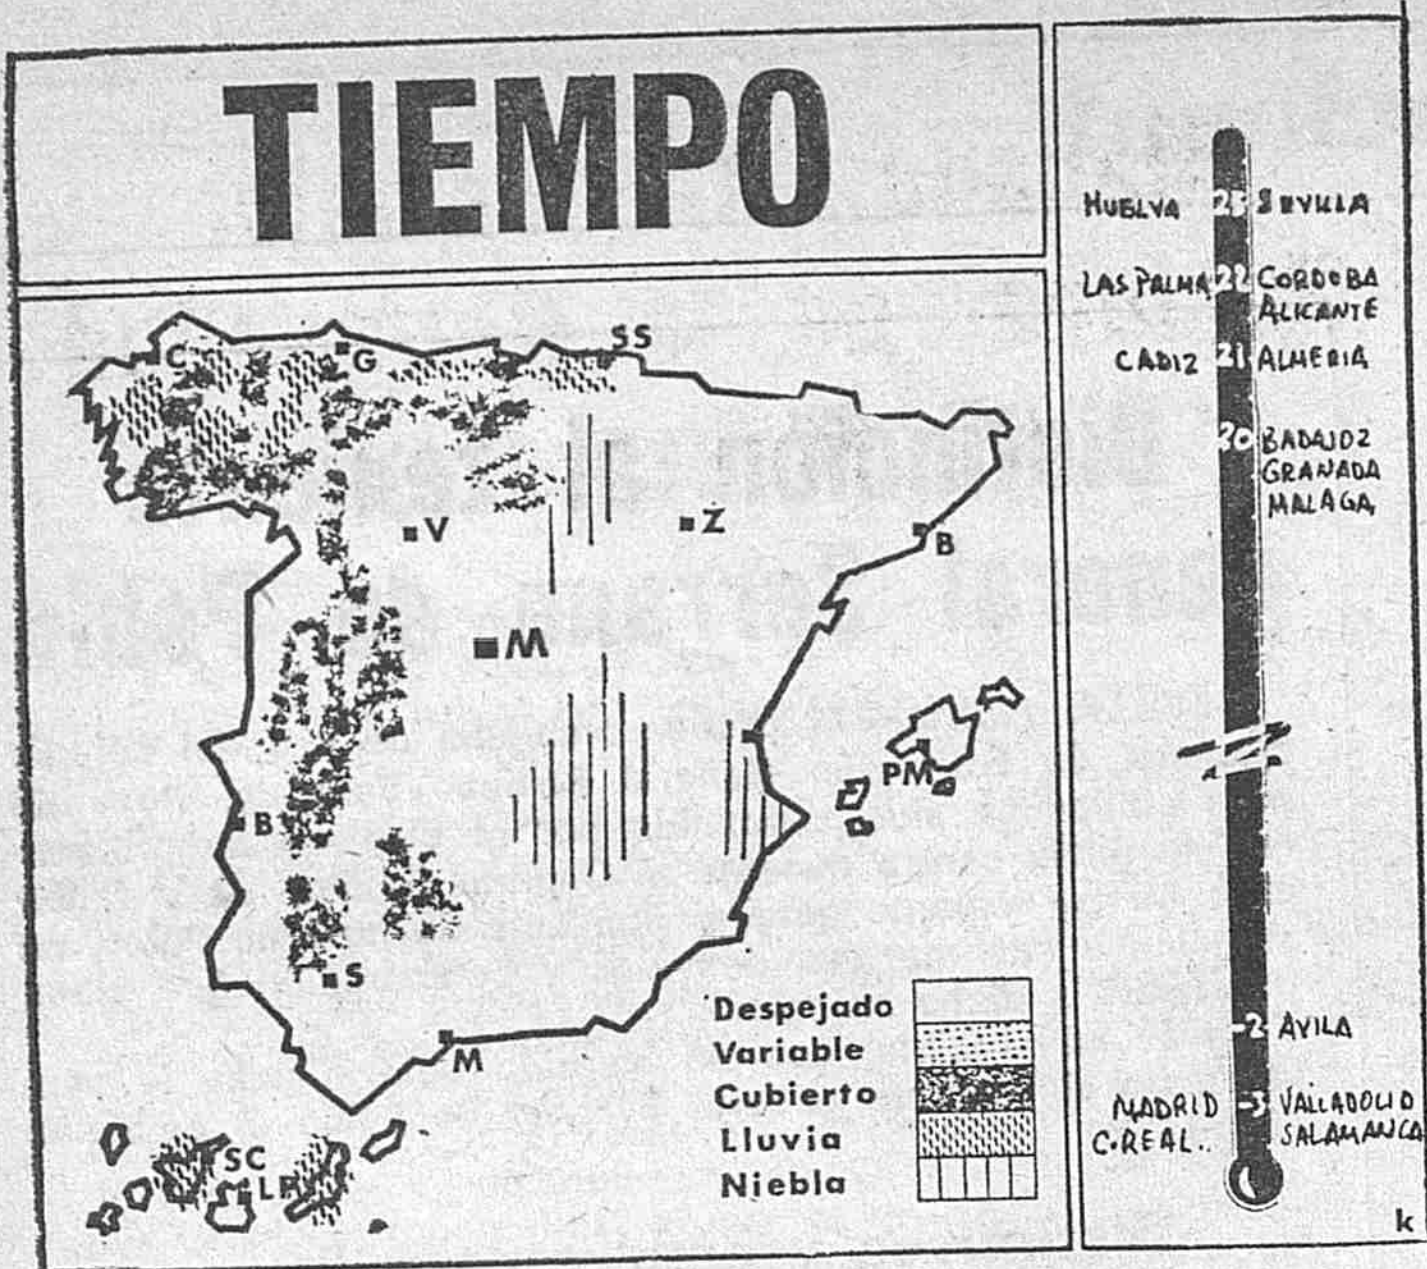 TIEMPO
C
G
SS
V
Z
B
M
PM
B
S
M
SC
LP
Despejado
Variable
Cubierto
Lluvia
Niebla
HUELVA SEVILLA
LAS PALMA 22 CORDOBA
ALICANTE
CADIZ 21 ALMERIA
20 BADAJOZ
GRANADA
MALAGA
-2 AVILA
MADRID -3 VALLADOLID
C.REAL.. SALAMANCA
k